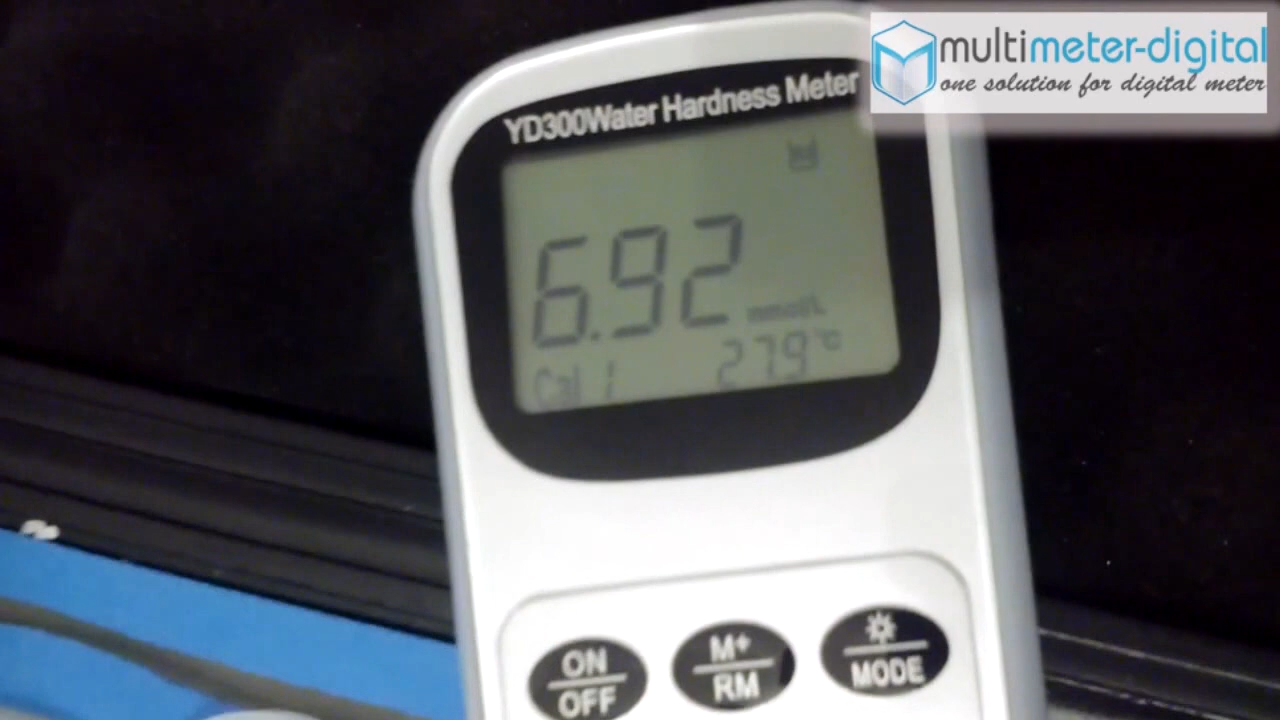 multimeter-digital
one solution for digital meter
YD300Water Hardness Meter
6.92
mmol/L
Cal 1 27.9 °C
ON
OFF
M+
RM
MODE